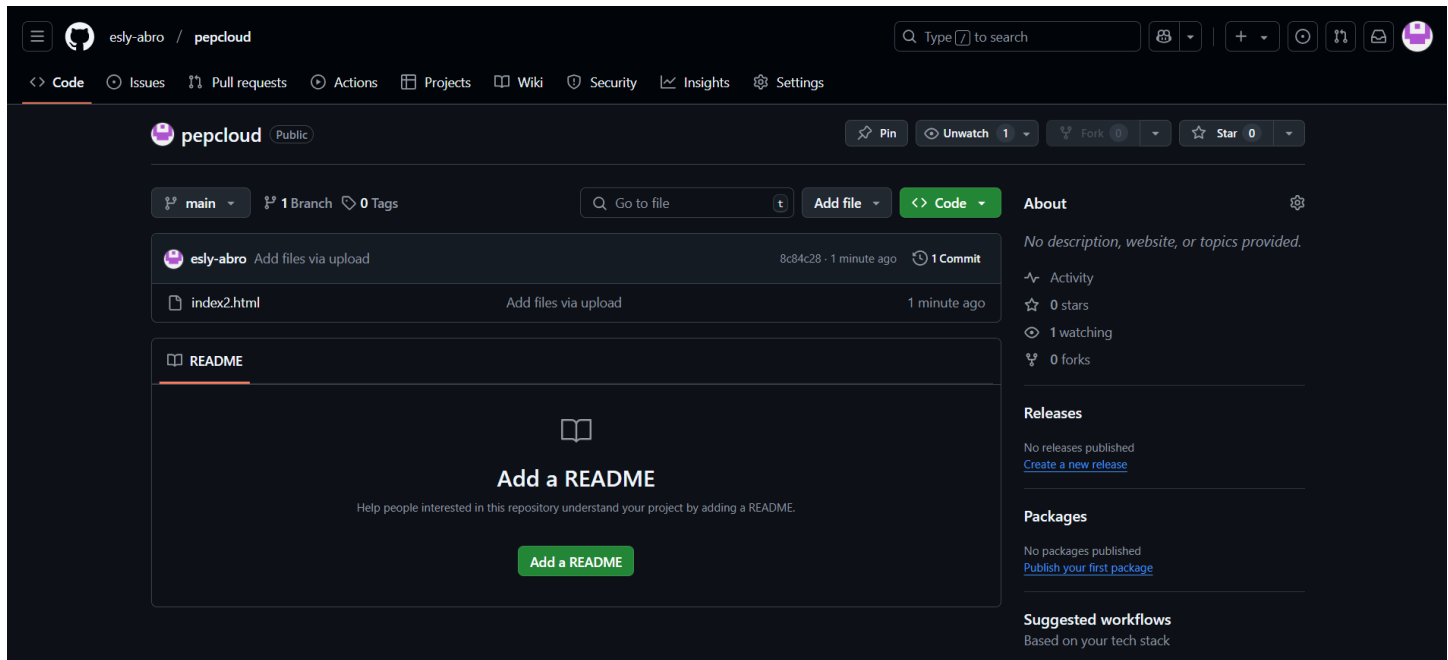 esly-abro / pepcloud
Type / to search
Code Issues Pull requests Actions Projects Wiki Security Insights Settings
pepcloud Public
Pin Unwatch 1 Fork 0 Star 0
main 1 Branch 0 Tags Go to file t Add file Code
esly-abro Add files via upload 8c84c28 · 1 minute ago 1 Commit
index2.html Add files via upload 1 minute ago
README
Add a README
Help people interested in this repository understand your project by adding a README.
Add a README
About
No description, website, or topics provided.
Activity
0 stars
1 watching
0 forks
Releases
No releases published
Create a new release
Packages
No packages published
Publish your first package
Suggested workflows
Based on your tech stack